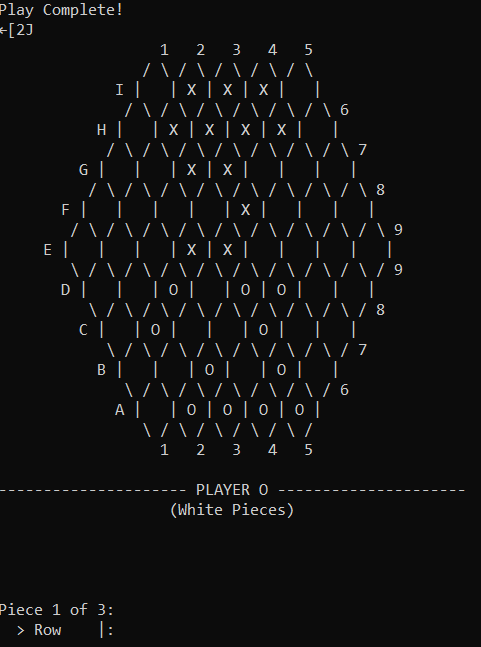 Play Complete!
←[2J
                  1   2   3   4   5
                / \ / \ / \ / \ / \
             I |   | X | X | X |   |
              / \ / \ / \ / \ / \ / \ 6
           H |   | X | X | X | X |   |
            / \ / \ / \ / \ / \ / \ / \ 7
         G |   |   | X | X |   |   |   |
          / \ / \ / \ / \ / \ / \ / \ / \ 8
       F |   |   |   |   | X |   |   |   |
        / \ / \ / \ / \ / \ / \ / \ / \ / \ 9
     E |   |   |   | X | X |   |   |   |   |
        \ / \ / \ / \ / \ / \ / \ / \ / \ / 9
       D |   |   | O |   | O | O |   |   |
          \ / \ / \ / \ / \ / \ / \ / \ / 8
         C |   | O |   |   | O |   |   |
            \ / \ / \ / \ / \ / \ / \ / 7
           B |   |   | O |   | O |   |
              \ / \ / \ / \ / \ / \ / 6
             A |   | O | O | O | O |
                \ / \ / \ / \ / \ /
                  1   2   3   4   5
--------------------- PLAYER O ---------------------
                   (White Pieces)
Piece 1 of 3:
  > Row    |: